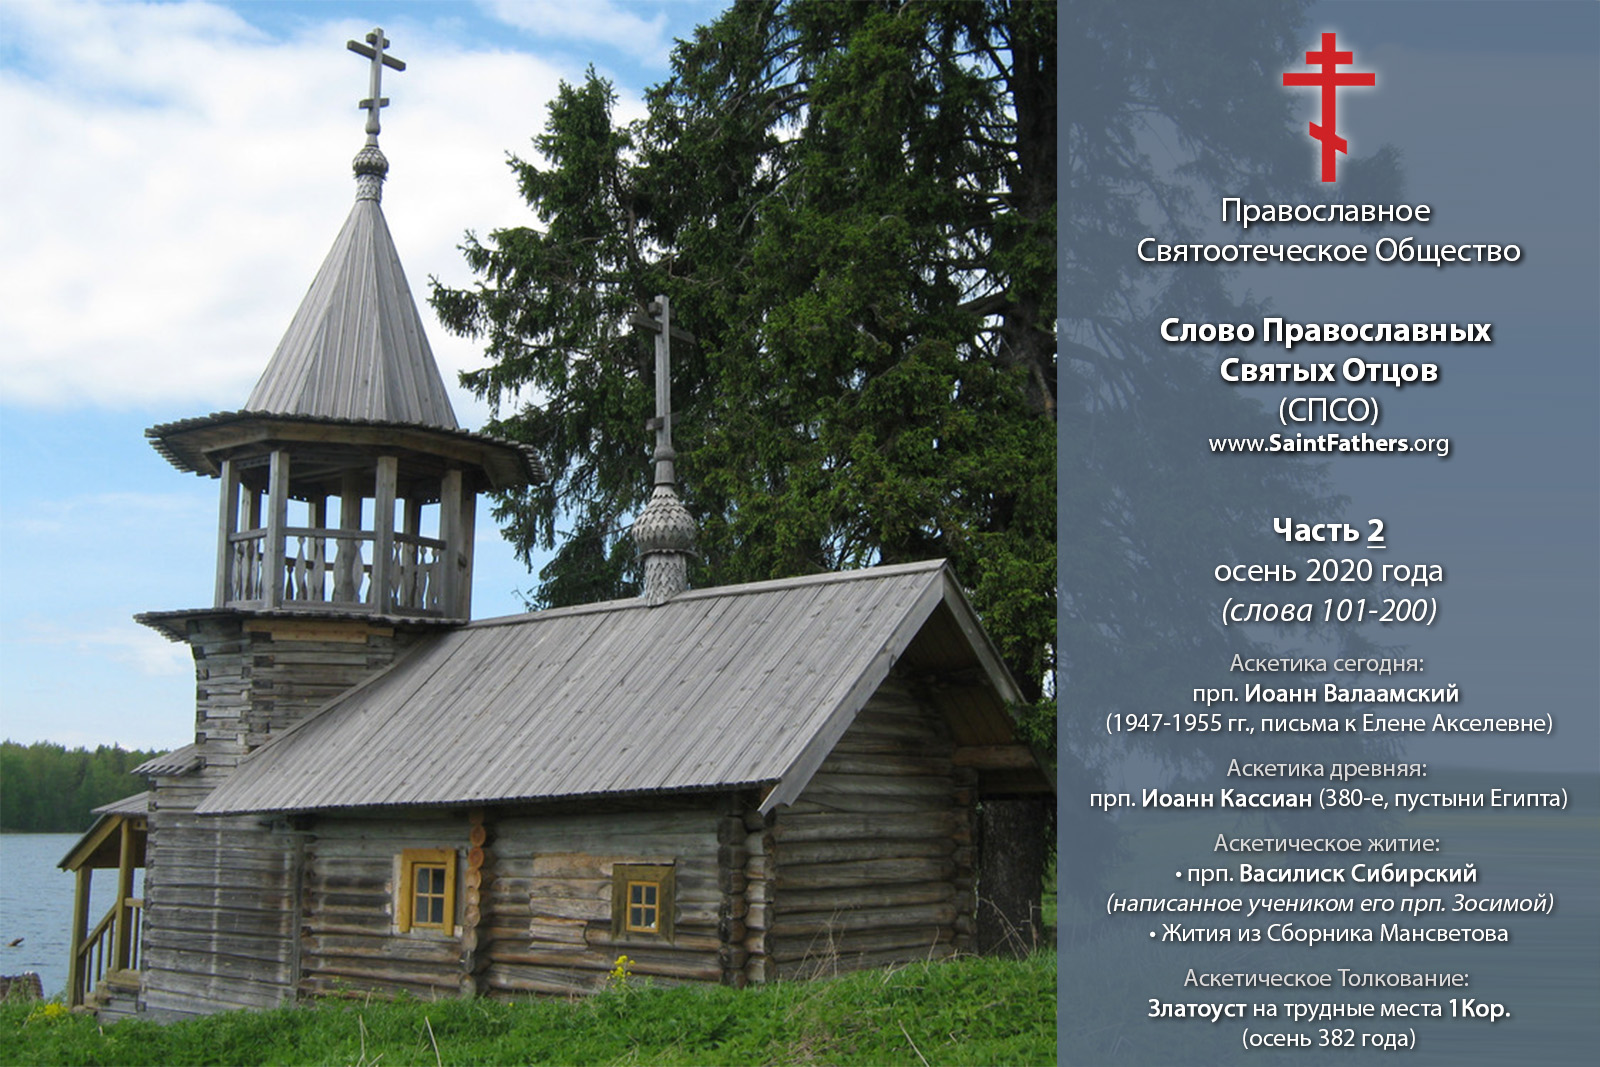 Православное
Святоотеческое Общество
Слово Православных
Святых Отцов
(СПСО)
www.SaintFathers.org
Часть 2
осень 2020 года
(слова 101-200)
Аскетика сегодня:
прп. Иоанн Валаамский
(1947-1955 гг., письма к Елене Акселевне)
Аскетика древняя:
прп. Иоанн Кассиан (380-е, пустыни Египта)
Аскетическое житие:
• прп. Василиск Сибирский
(написанное учеником его прп. Зосимой)
• Жития из Сборника Мансветова
Аскетическое Толкование:
Златоуст на трудные места 1Кор.
(осень 382 года)